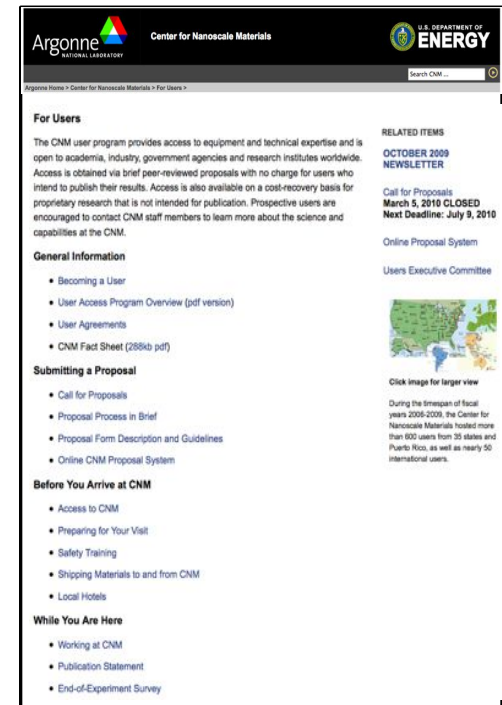 Argonne
NATIONAL LABORATORY
Center for Nanoscale Materials
U.S. DEPARTMENT OF
ENERGY
Search CNM ...
Argonne Home > Center for Nanoscale Materials > For Users >
For Users
The CNM user program provides access to equipment and technical expertise and is
open to academia, industry, government agencies and research institutes worldwide.
Access is obtained via brief peer-reviewed proposals with no charge for users who
intend to publish their results. Access is also available on a cost-recovery basis for
proprietary research that is not intended for publication. Prospective users are
encouraged to contact CNM staff members to learn more about the science and
capabilities at the CNM.
General Information
• Becoming a User
• User Access Program Overview (pdf version)
• User Agreements
• CNM Fact Sheet (288kb pdf)
Submitting a Proposal
• Call for Proposals
• Proposal Process in Brief
• Proposal Form Description and Guidelines
• Online CNM Proposal System
Before You Arrive at CNM
• Access to CNM
• Preparing for Your Visit
• Safety Training
• Shipping Materials to and from CNM
• Local Hotels
While You Are Here
• Working at CNM
• Publication Statement
• End-of-Experiment Survey
RELATED ITEMS
OCTOBER 2009
NEWSLETTER
Call for Proposals
March 5, 2010 CLOSED
Next Deadline: July 9, 2010
Online Proposal System
Users Executive Committee
Click image for larger view
During the timespan of fiscal
years 2006-2009, the Center for
Nanoscale Materials hosted more
than 600 users from 35 states and
Puerto Rico, as well as nearly 50
international users.